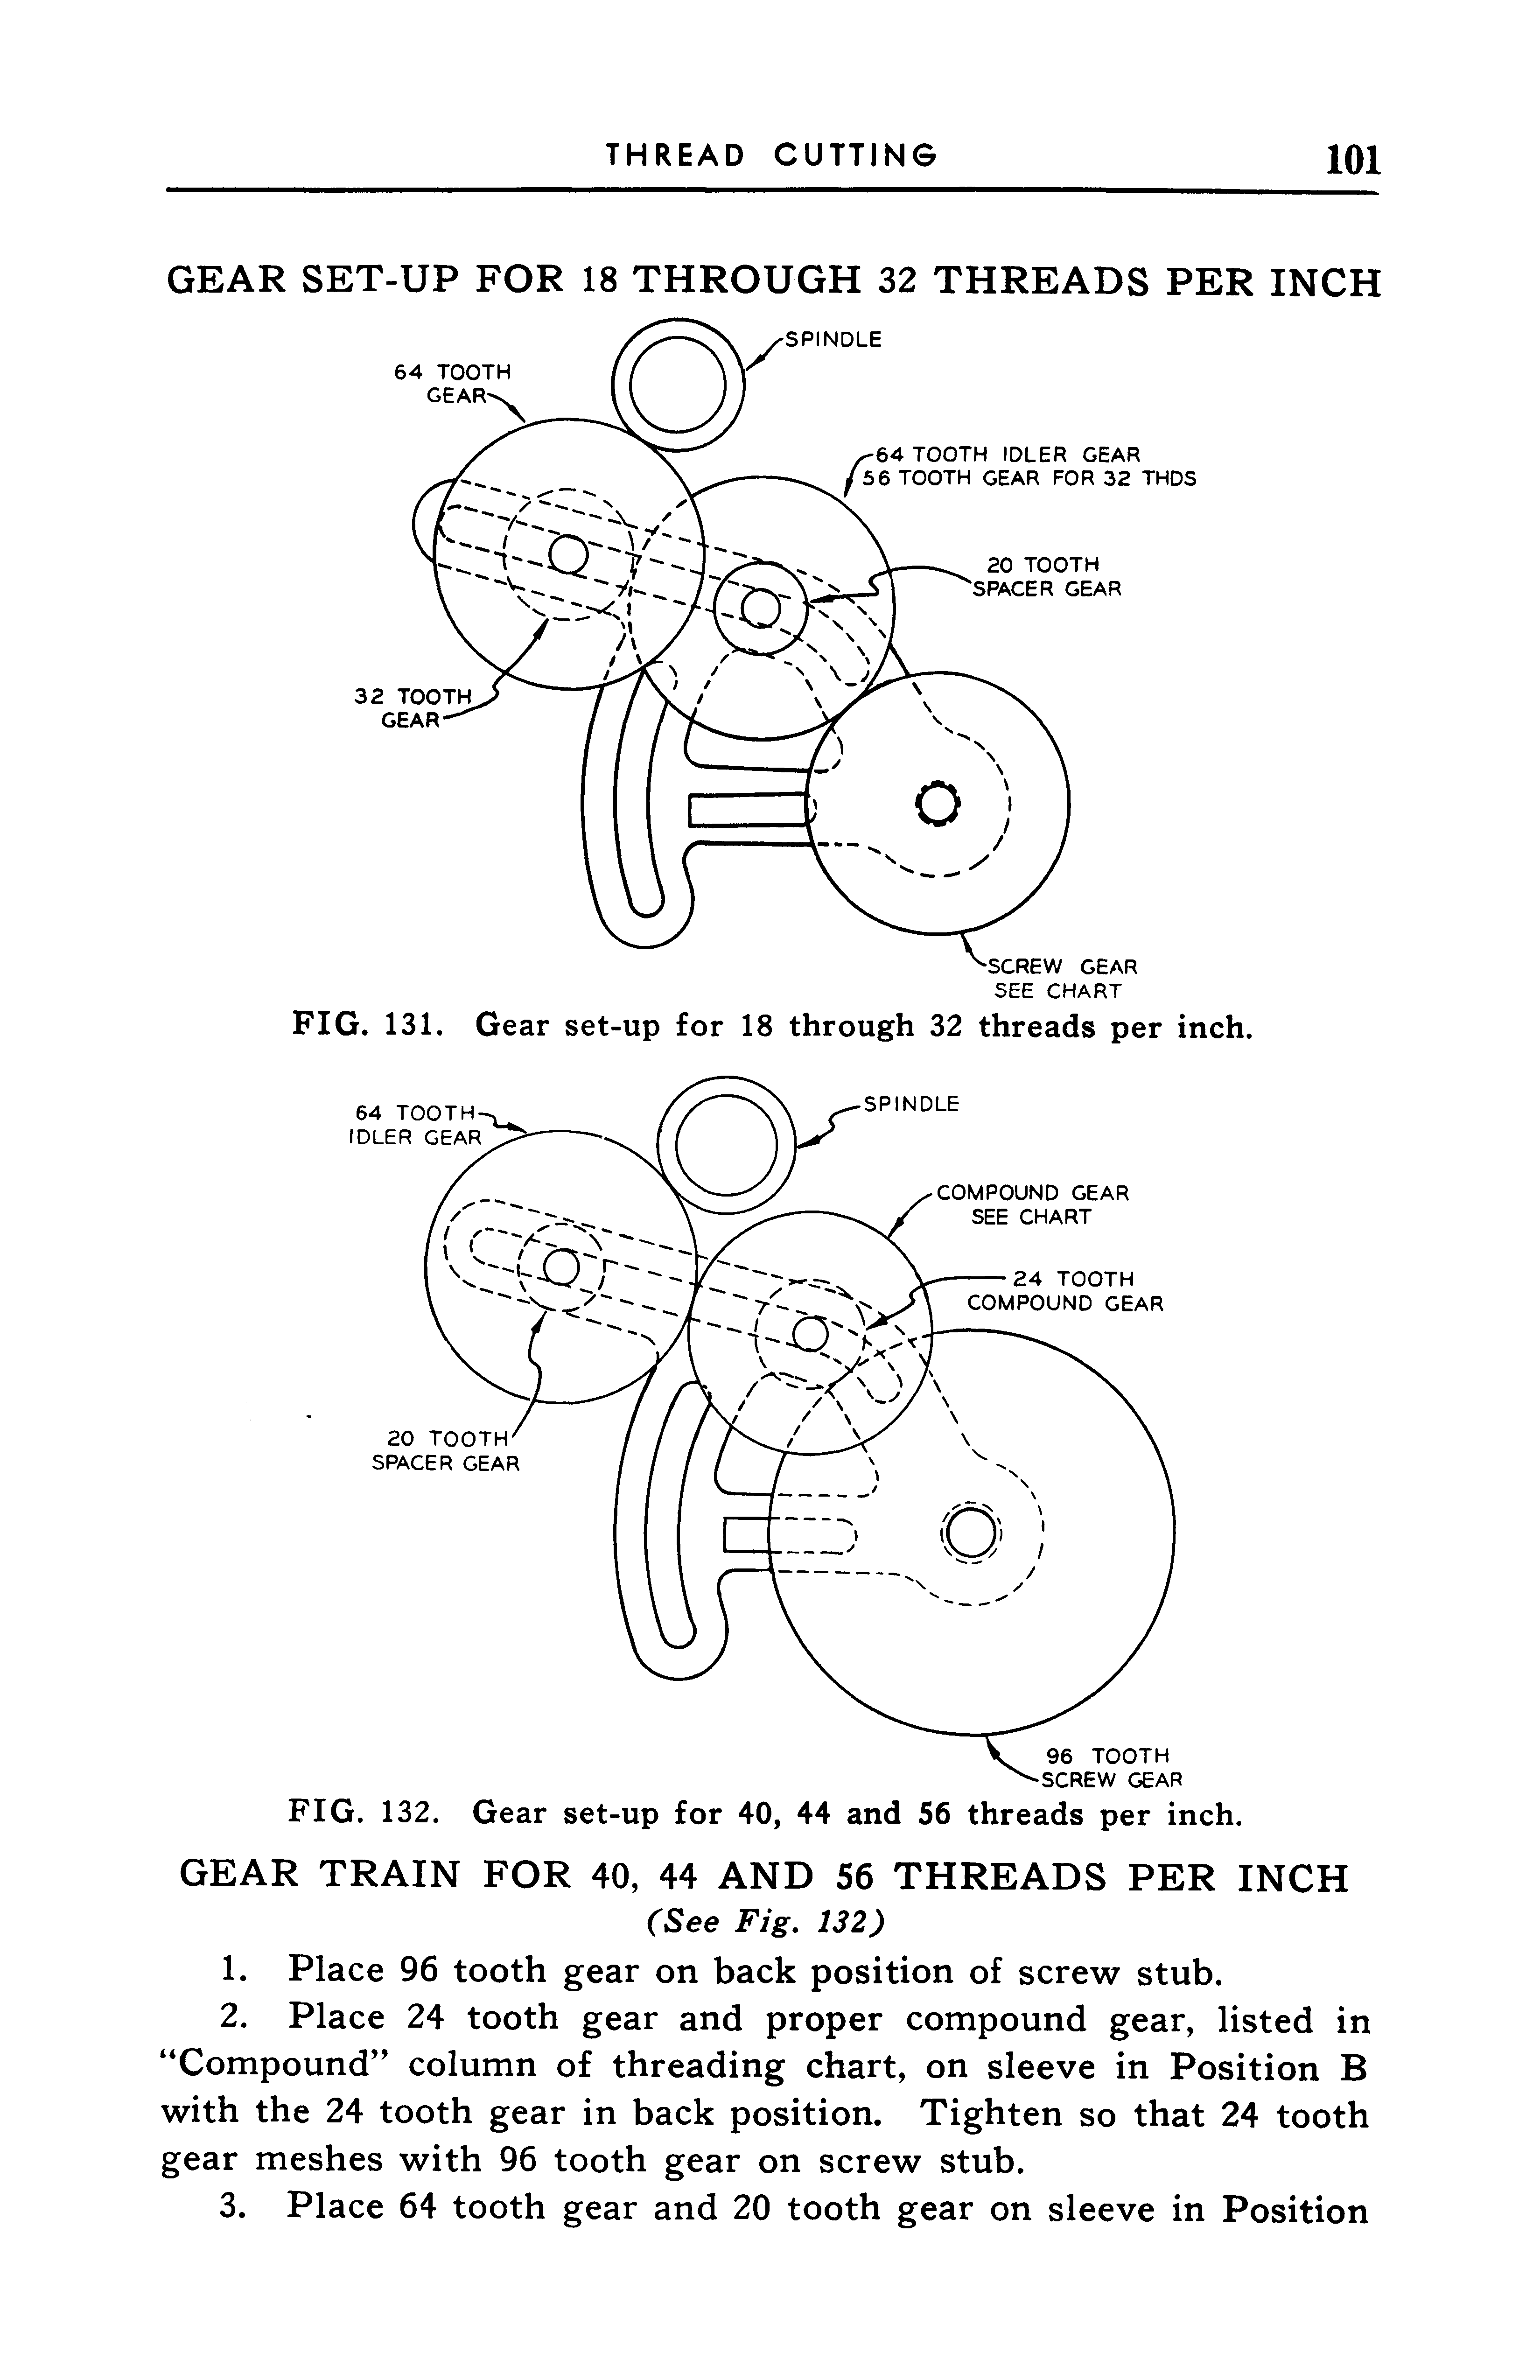 THREAD CUTTING 101
GEAR SET-UP FOR 18 THROUGH 32 THREADS PER INCH
SPINDLE
64 TOOTH
GEAR
64 TOOTH IDLER GEAR
56 TOOTH GEAR FOR 32 THDS
20 TOOTH
SPACER GEAR
32 TOOTH
GEAR
SCREW GEAR
SEE CHART
FIG. 131. Gear set-up for 18 through 32 threads per inch.
64 TOOTH
IDLER GEAR
SPINDLE
COMPOUND GEAR
SEE CHART
24 TOOTH
COMPOUND GEAR
20 TOOTH
SPACER GEAR
96 TOOTH
SCREW GEAR
FIG. 132. Gear set-up for 40, 44 and 56 threads per inch.
GEAR TRAIN FOR 40, 44 AND 56 THREADS PER INCH
(See Fig. 132)
1. Place 96 tooth gear on back position of screw stub.
2. Place 24 tooth gear and proper compound gear, listed in
“Compound” column of threading chart, on sleeve in Position B
with the 24 tooth gear in back position. Tighten so that 24 tooth
gear meshes with 96 tooth gear on screw stub.
3. Place 64 tooth gear and 20 tooth gear on sleeve in Position